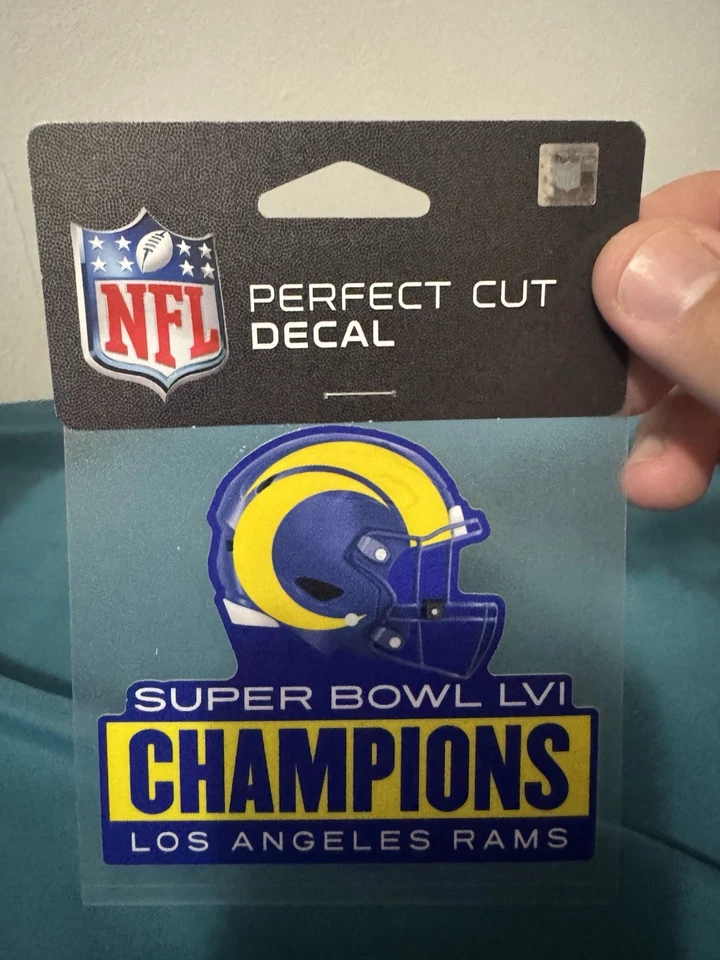 NFL
PERFECT CUT
DECAL
SUPER BOWL LVI
CHAMPIONS
LOS ANGELES RAMS